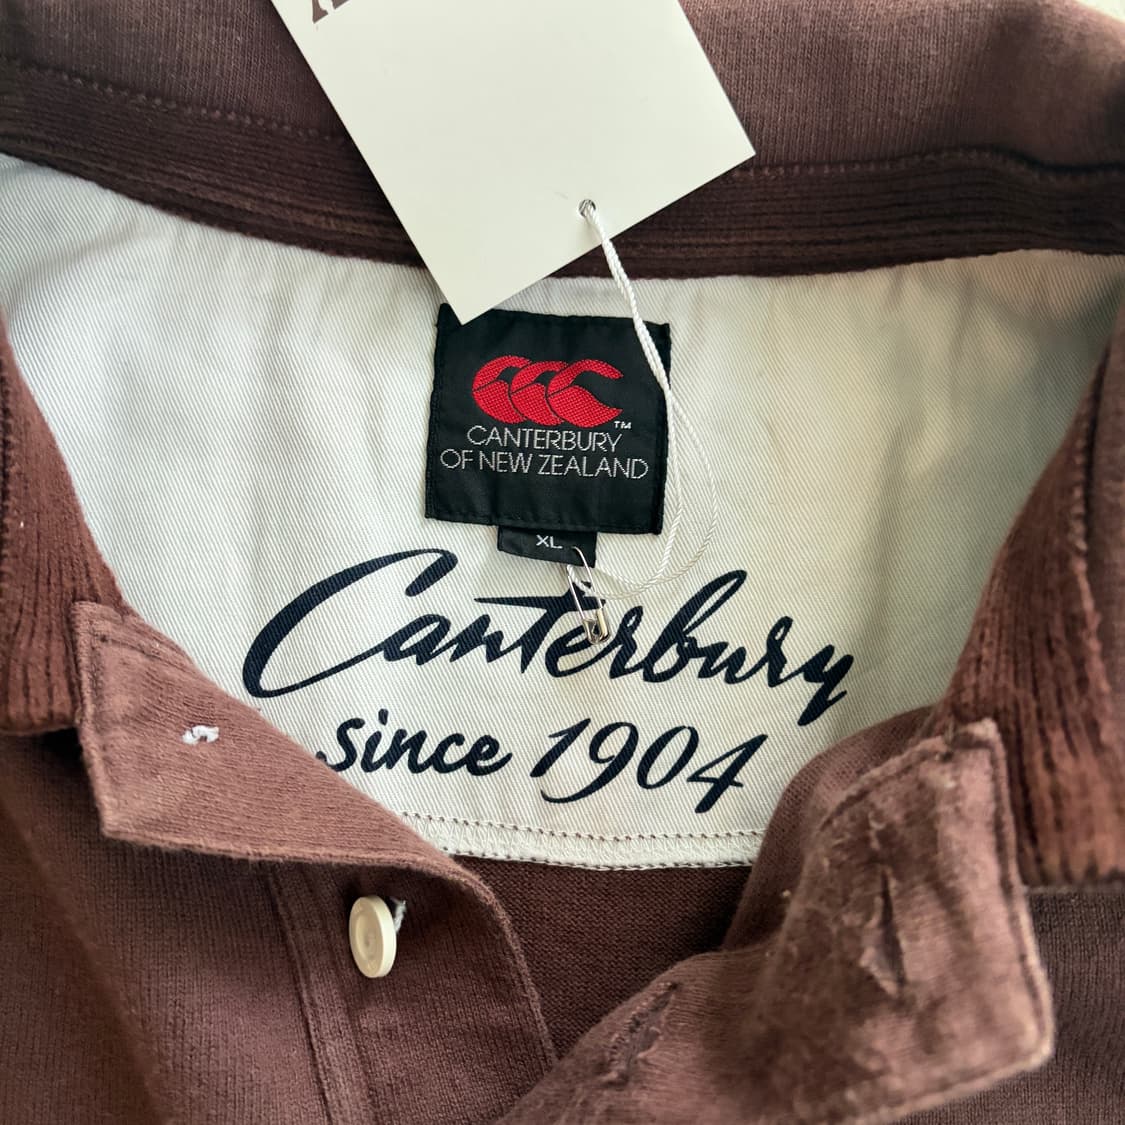 TM
CANTERBURY
OF NEW ZEALAND
XL
Canterbury
since 1904